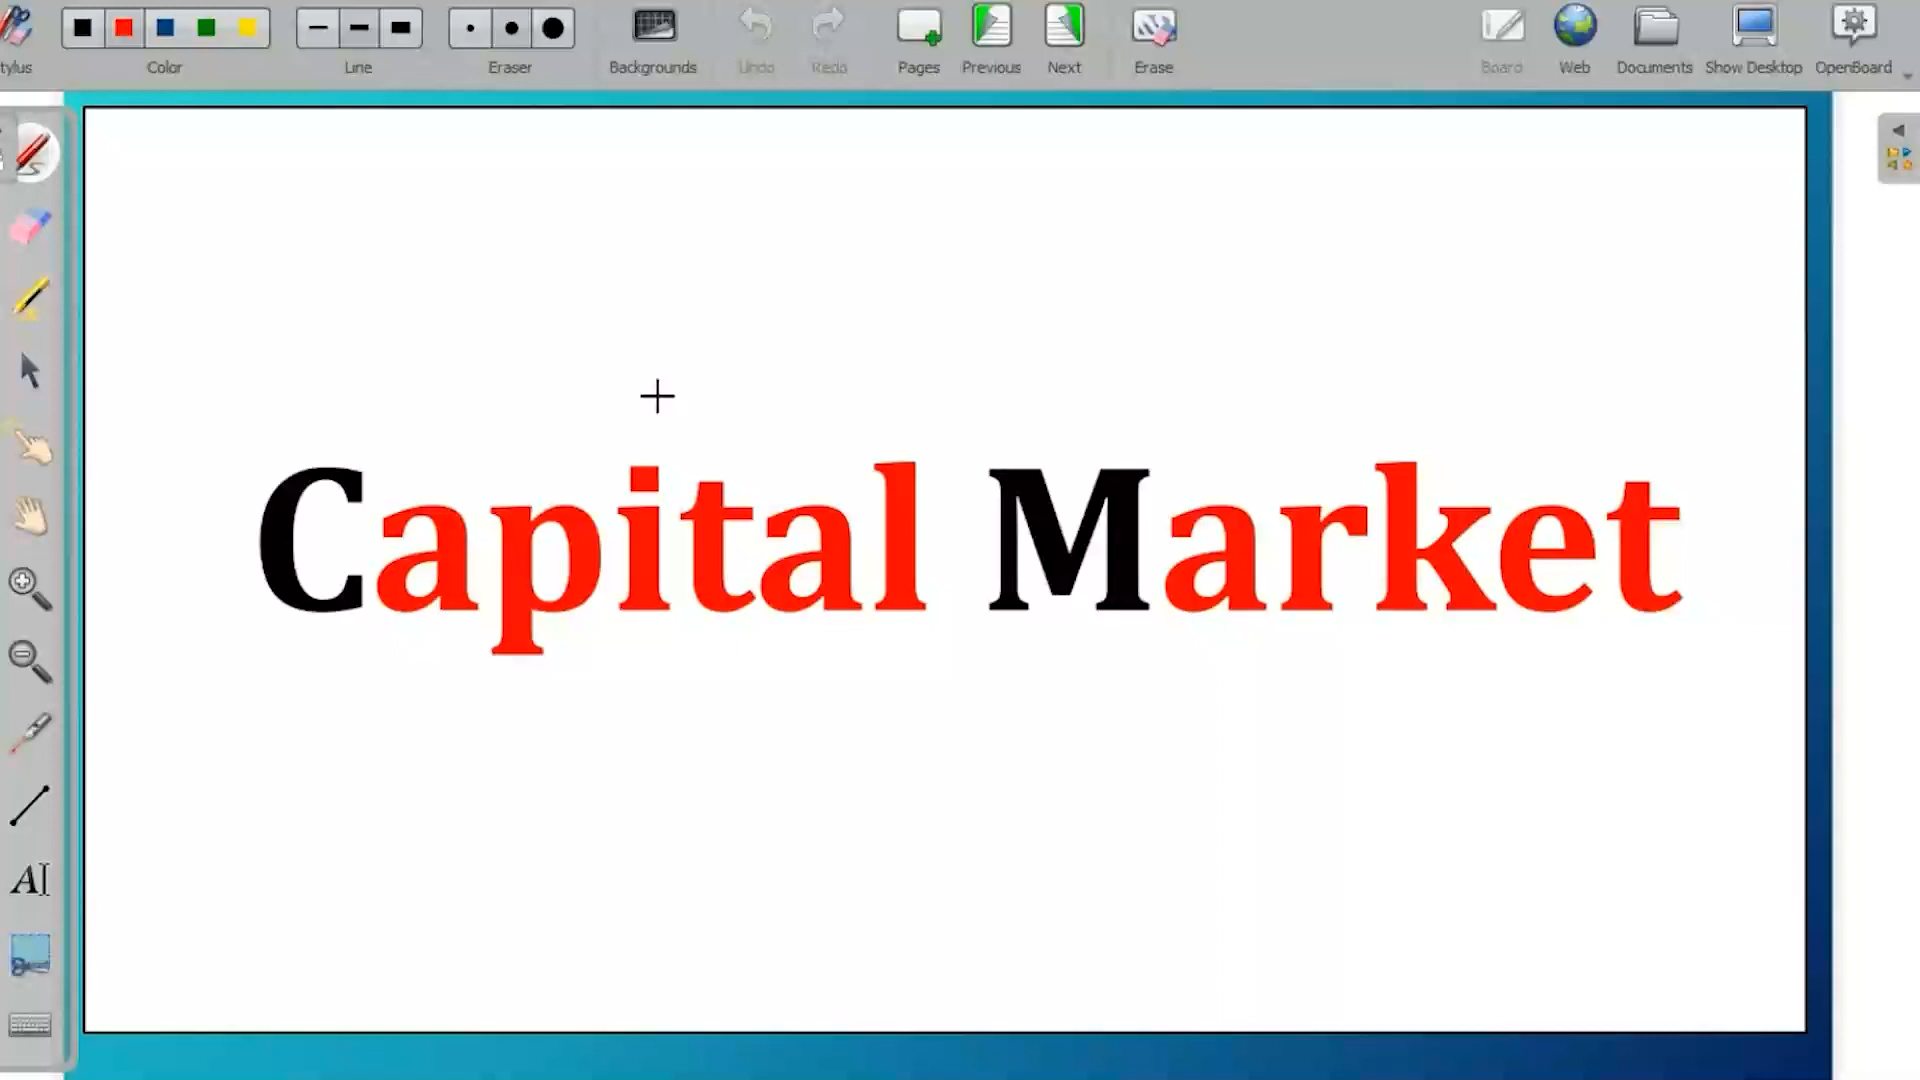 tylus
Color
Line
Eraser
Backgrounds
Undo
Redo
Pages
Previous
Next
Erase
Board
Web
Documents
Show Desktop
OpenBoard
Capital Market
AI